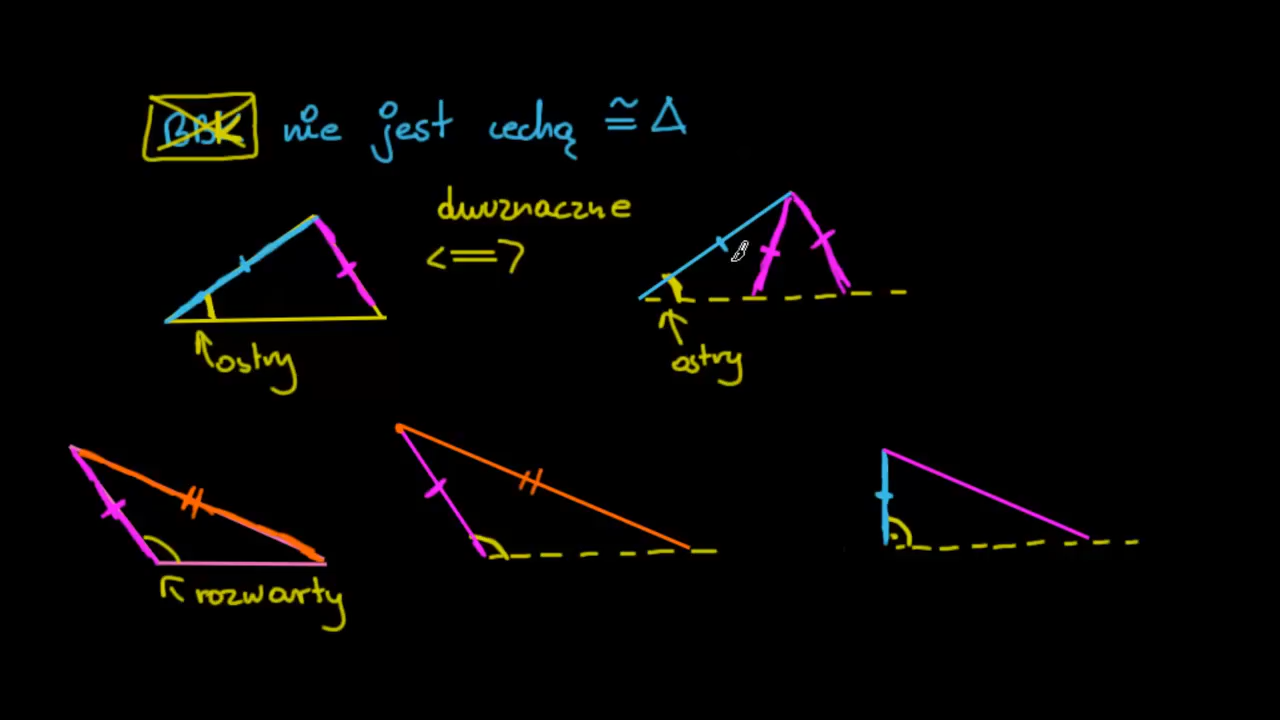 BBK nie jest cechą ≅ Δ
dwuznaczne
<=>
ostry
ostry
rozwarty